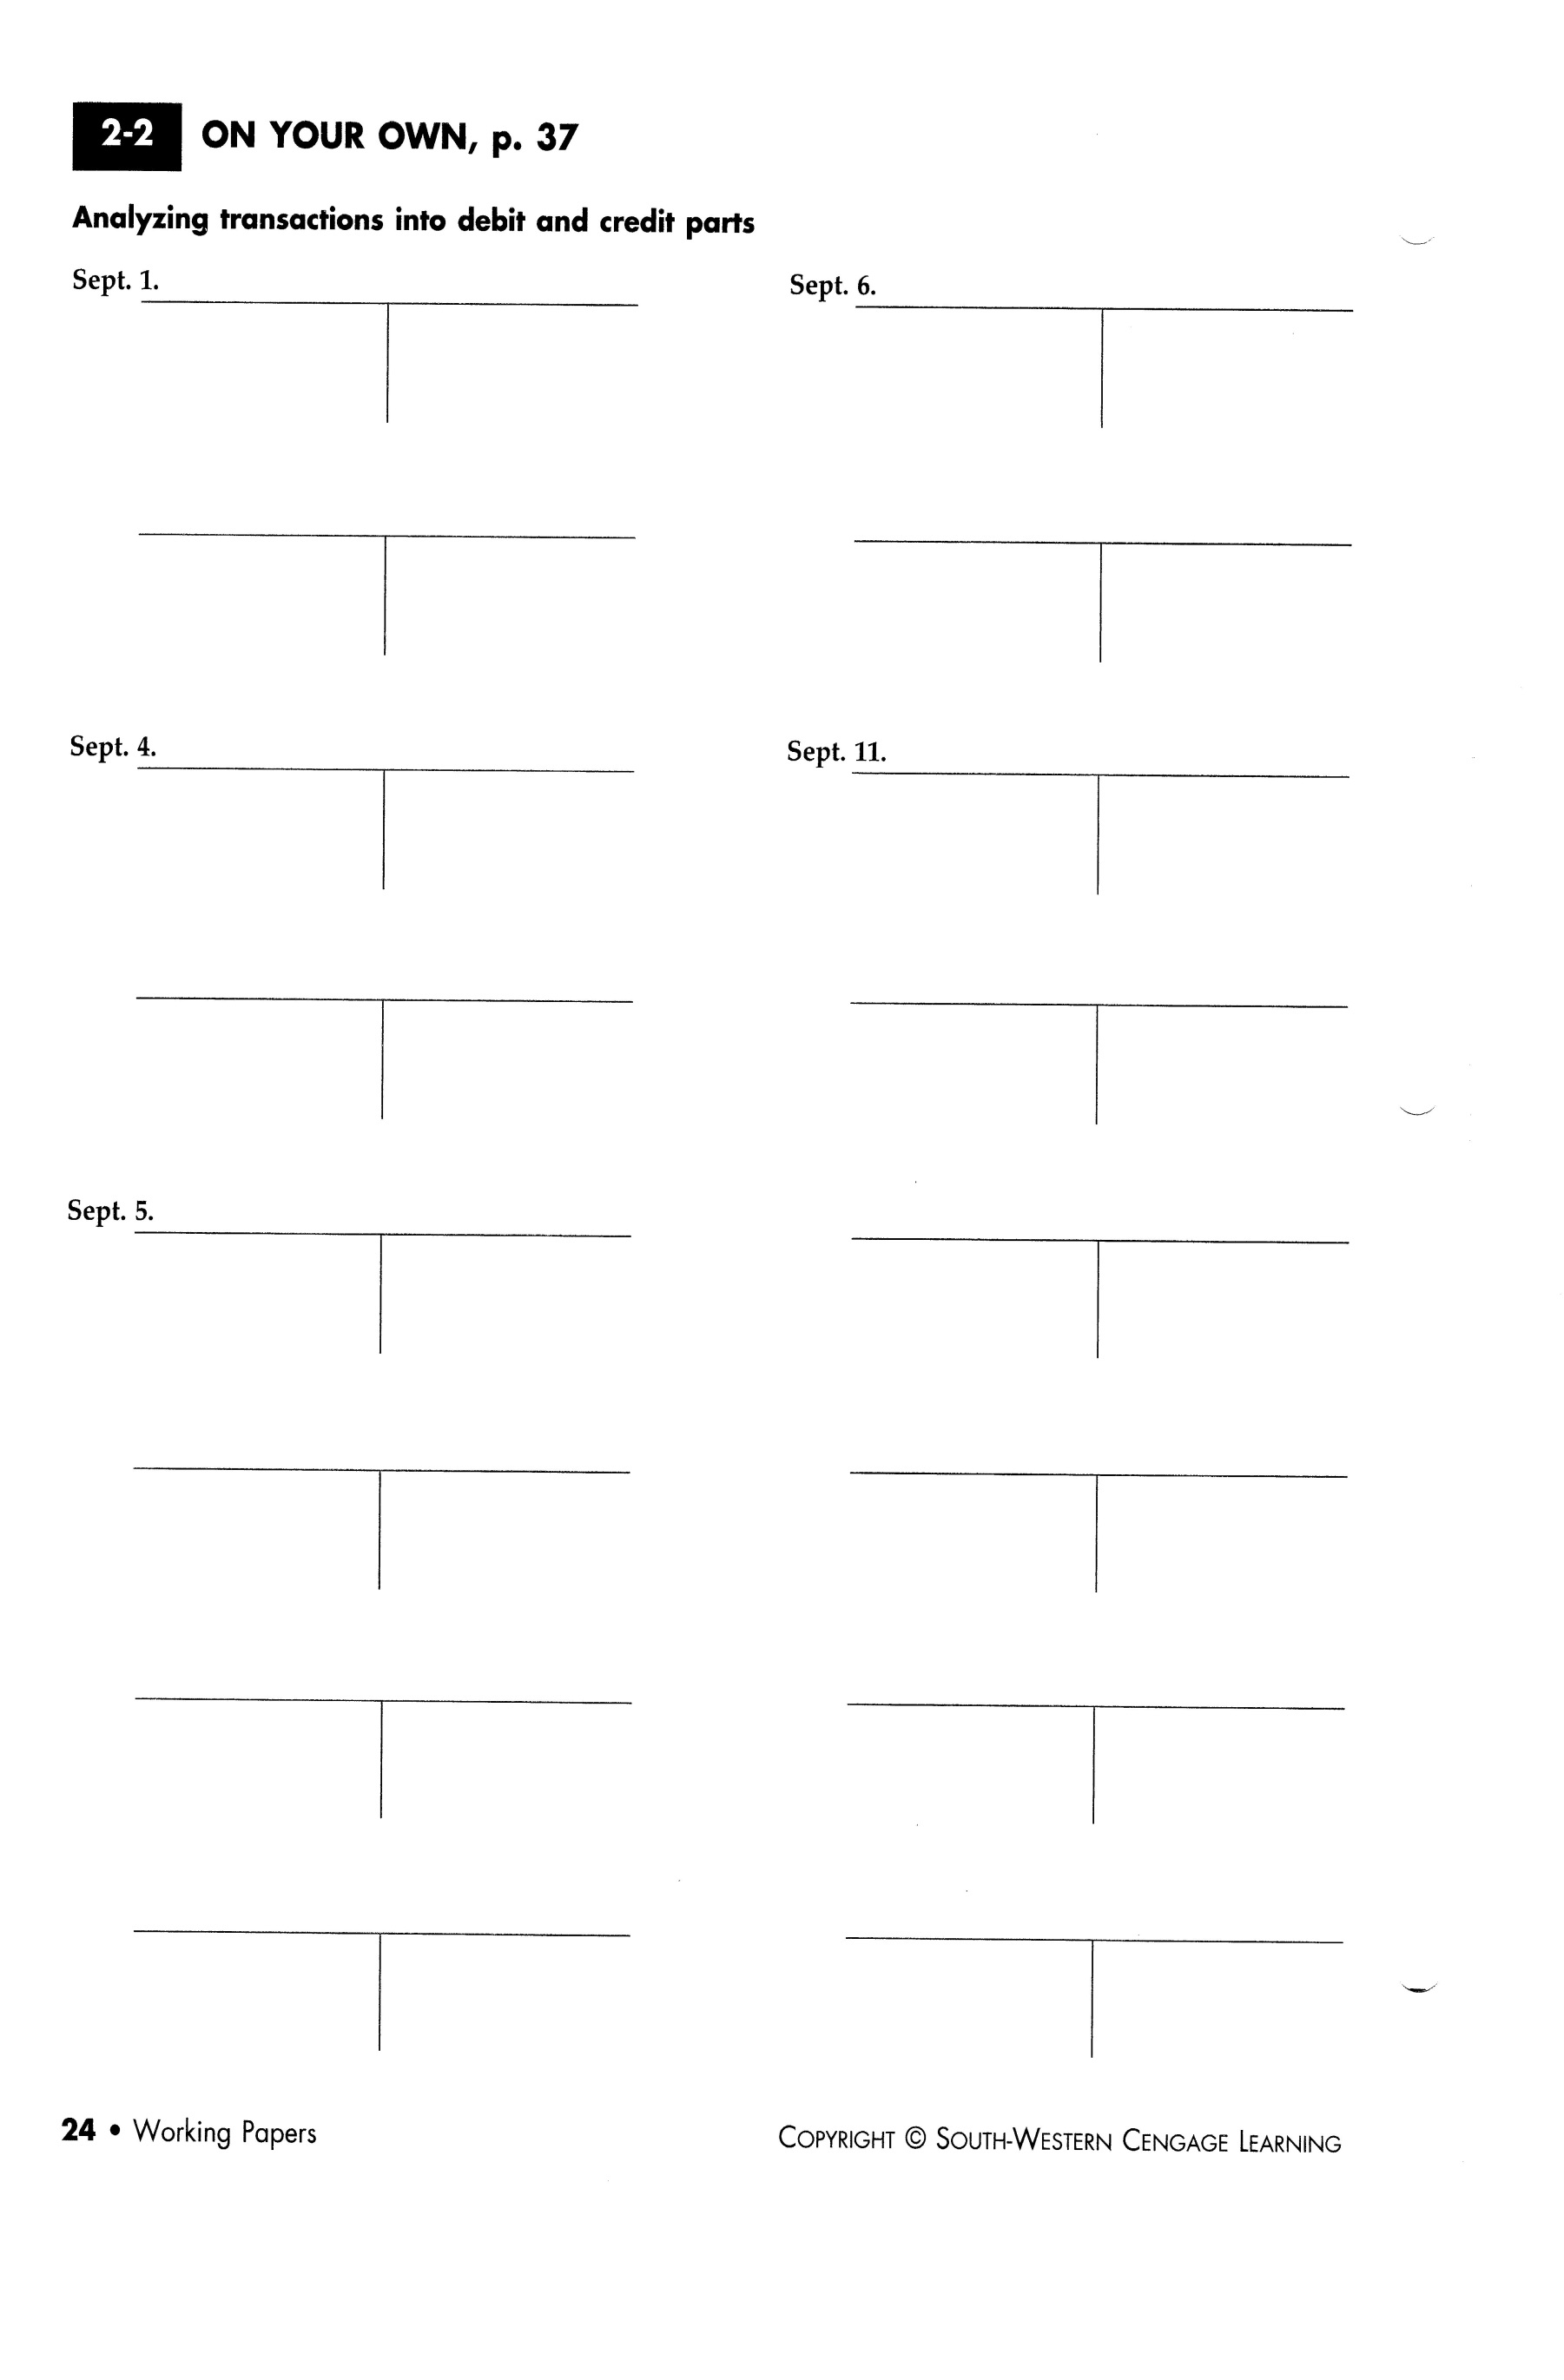 2-2 ON YOUR OWN, p. 37
Analyzing transactions into debit and credit parts
Sept. 1.
Sept. 6.
Sept. 4.
Sept. 11.
Sept. 5.
24 • Working Papers
COPYRIGHT © SOUTH-WESTERN CENGAGE LEARNING